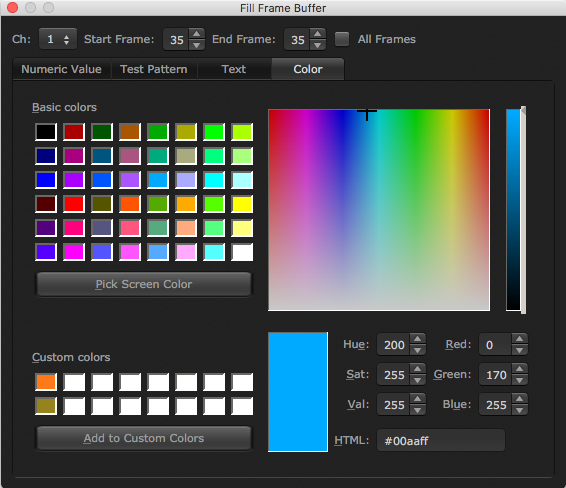 Fill Frame Buffer
Ch: 1 Start Frame: 35 End Frame: 35 All Frames
Numeric Value Test Pattern Text Color
Basic colors
Pick Screen Color
Custom colors
Add to Custom Colors
Hue: 200 Red: 0
Sat: 255 Green: 170
Val: 255 Blue: 255
HTML: #00aaff